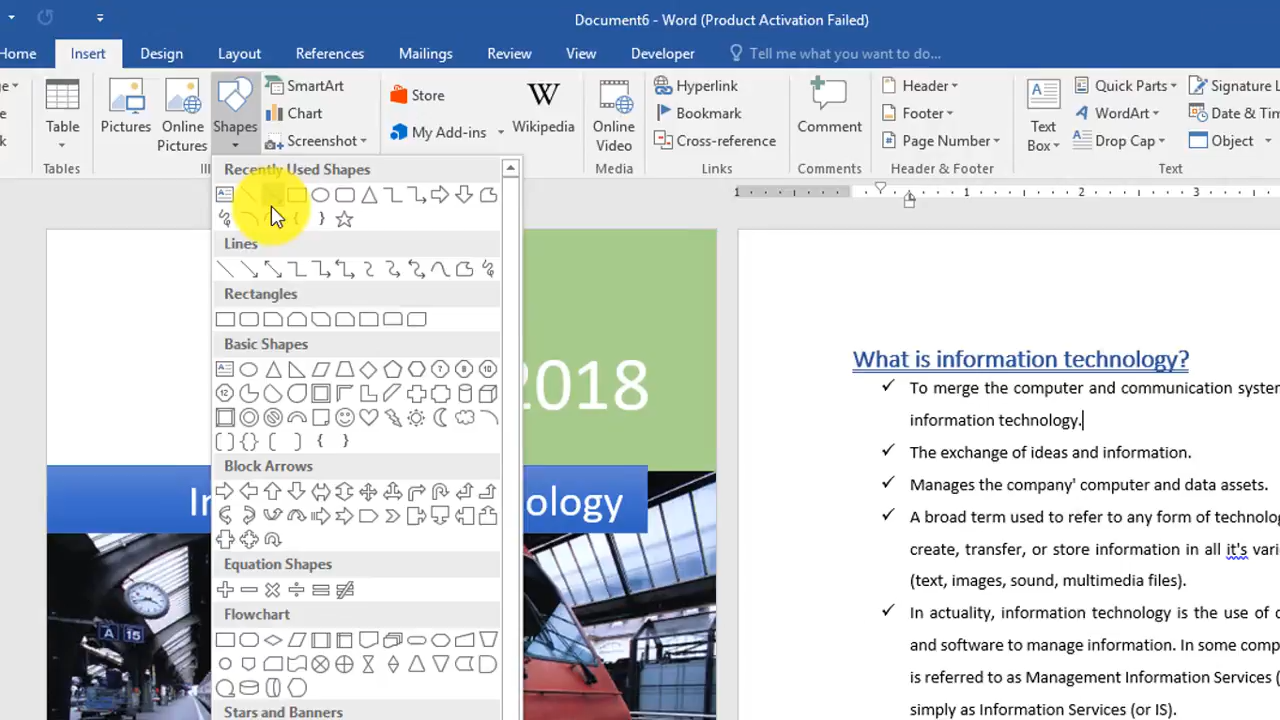 Document6 - Word (Product Activation Failed)
Home Insert Design Layout References Mailings Review View Developer Tell me what you want to do...
Table
Pictures
Online Pictures
Shapes
SmartArt
Chart
Screenshot
Store
My Add-ins
Wikipedia
Online Video
Hyperlink
Bookmark
Cross-reference
Comment
Header
Footer
Page Number
Text Box
Quick Parts
WordArt
Drop Cap
Signature
Date & Tim
Object
Tables
Media
Links
Comments
Header & Footer
Text
Recently Used Shapes
Lines
Rectangles
Basic Shapes
Block Arrows
Equation Shapes
Flowchart
Stars and Banners
1 1
2018
In
ology
A 15
What is information technology?
To merge the computer and communication system
information technology.
The exchange of ideas and information.
Manages the company' computer and data assets.
A broad term used to refer to any form of technolog
create, transfer, or store information in all it's vari
(text, images, sound, multimedia files).
In actuality, information technology is the use of
and software to manage information. In some comp
is referred to as Management Information Services (
simply as Information Services (or IS).